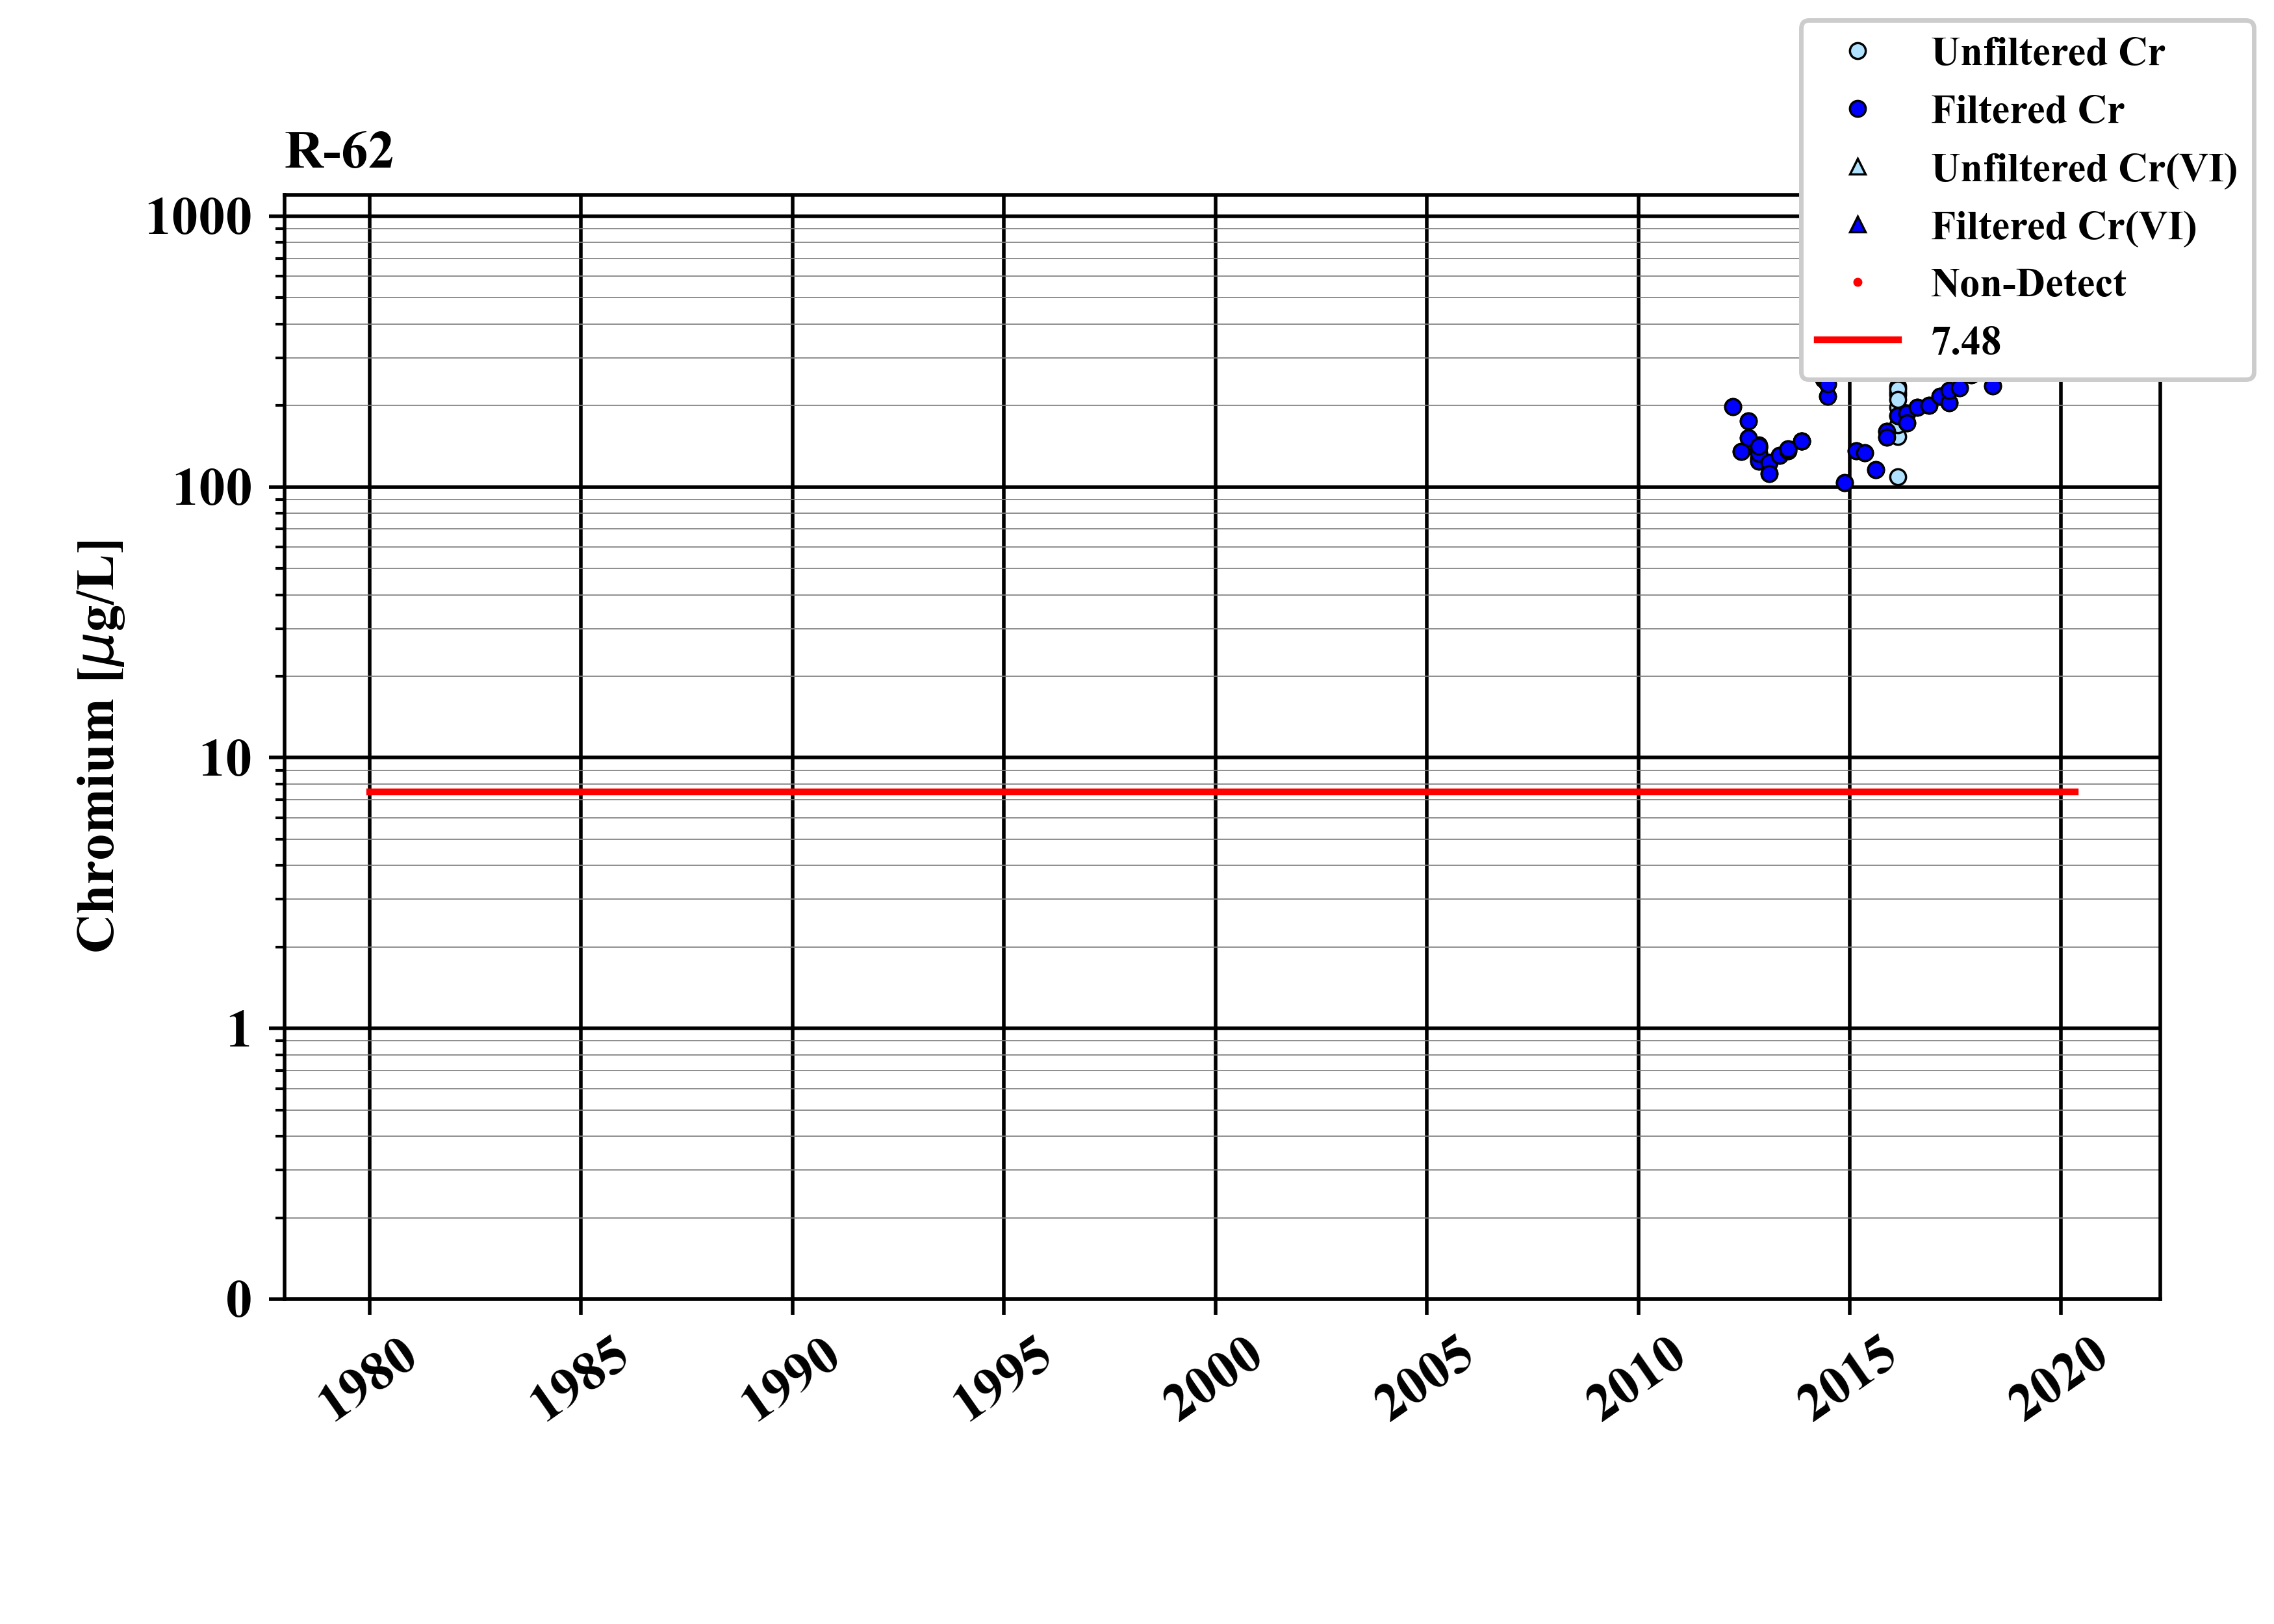 R-62
Unfiltered Cr
Filtered Cr
Unfiltered Cr(VI)
Filtered Cr(VI)
Non-Detect
7.48
Chromium [μg/L]
1000
100
10
1
0
1980
1985
1990
1995
2000
2005
2010
2015
2020